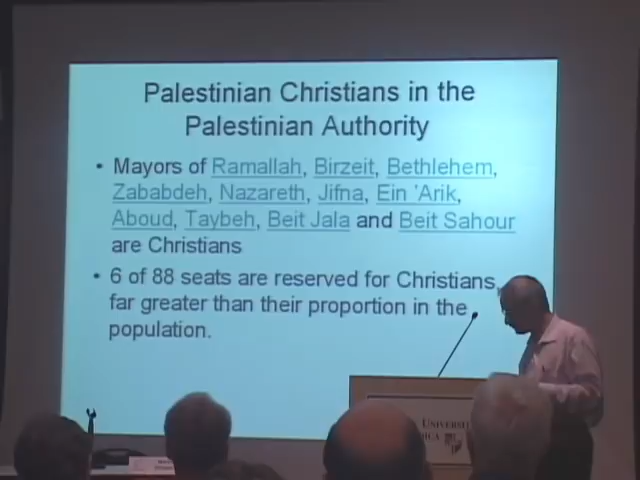 Palestinian Christians in the
Palestinian Authority
• Mayors of Ramallah, Birzeit, Bethlehem,
Zababdeh, Nazareth, Jifna, Ein 'Arik,
Aboud, Taybeh, Beit Jala and Beit Sahour
are Christians
• 6 of 88 seats are reserved for Christians,
far greater than their proportion in the
population.